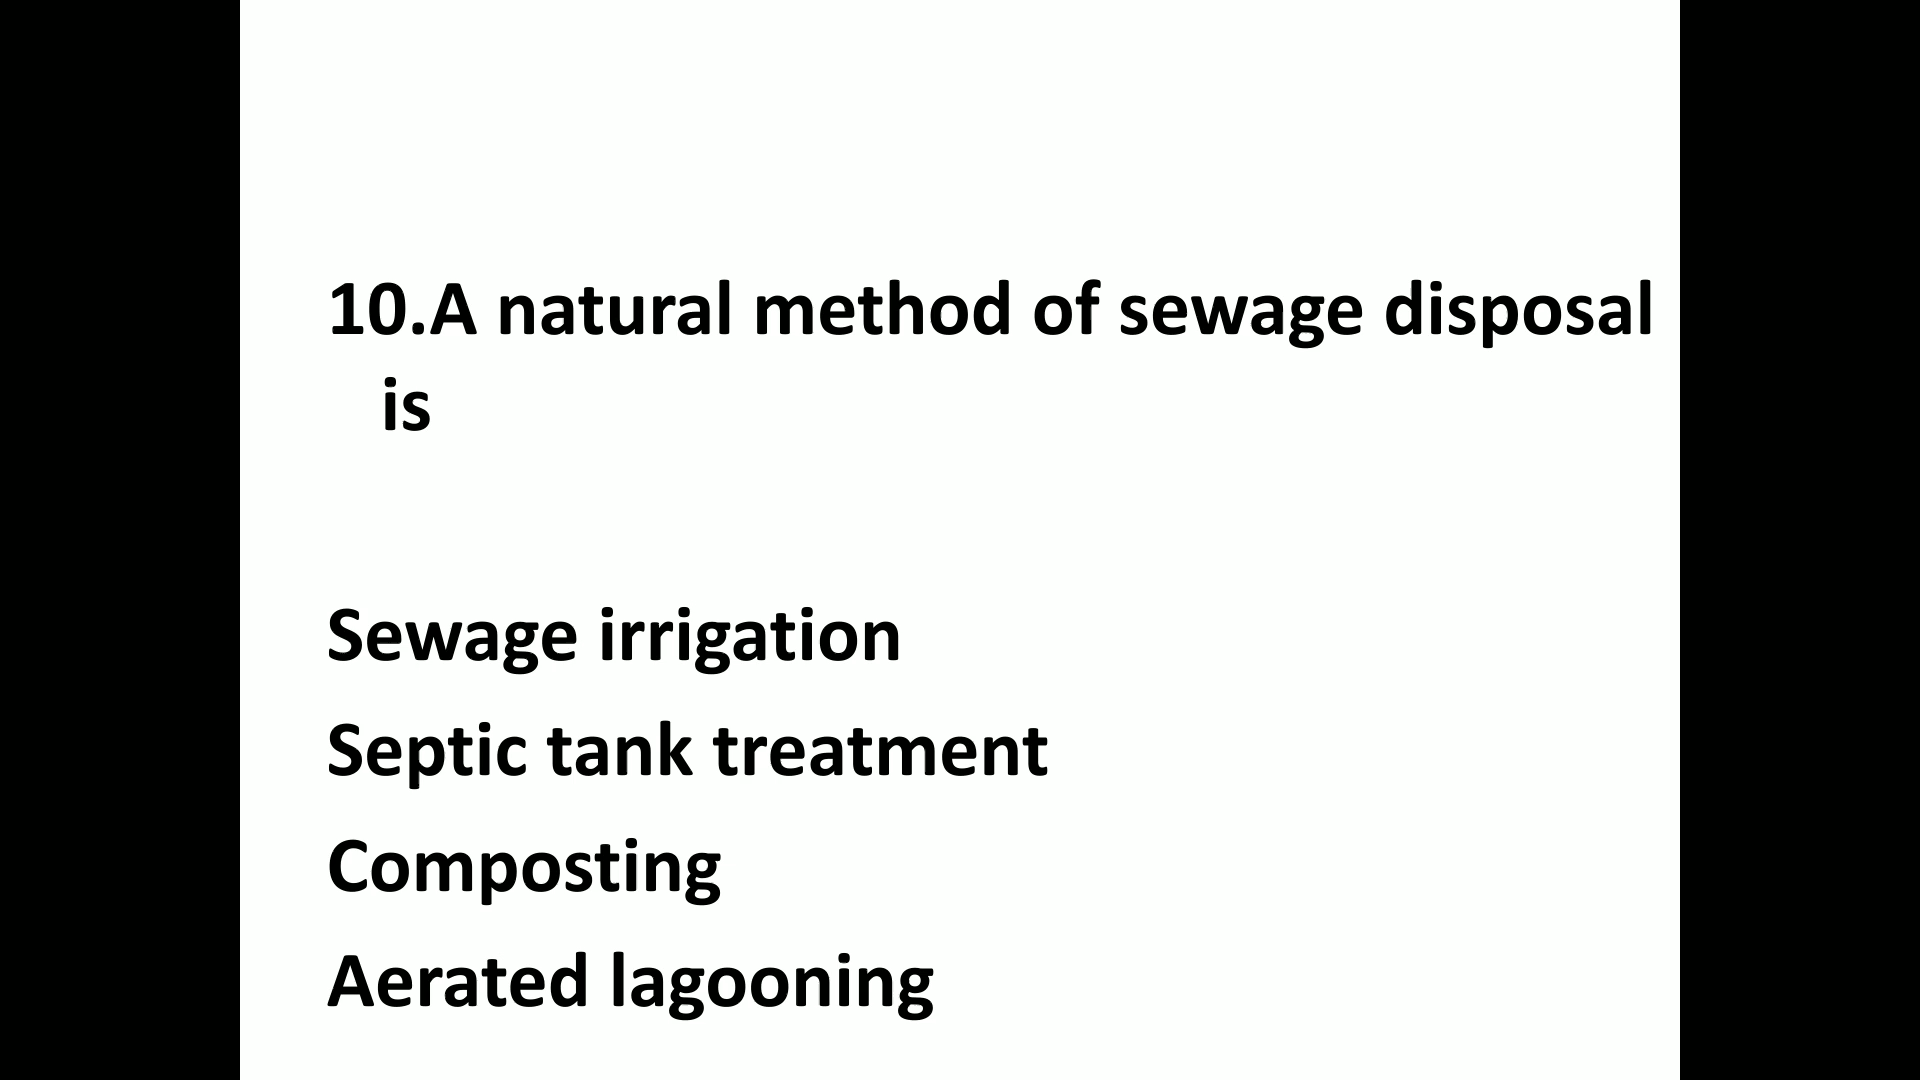 10.A natural method of sewage disposal
is
Sewage irrigation
Septic tank treatment
Composting
Aerated lagooning